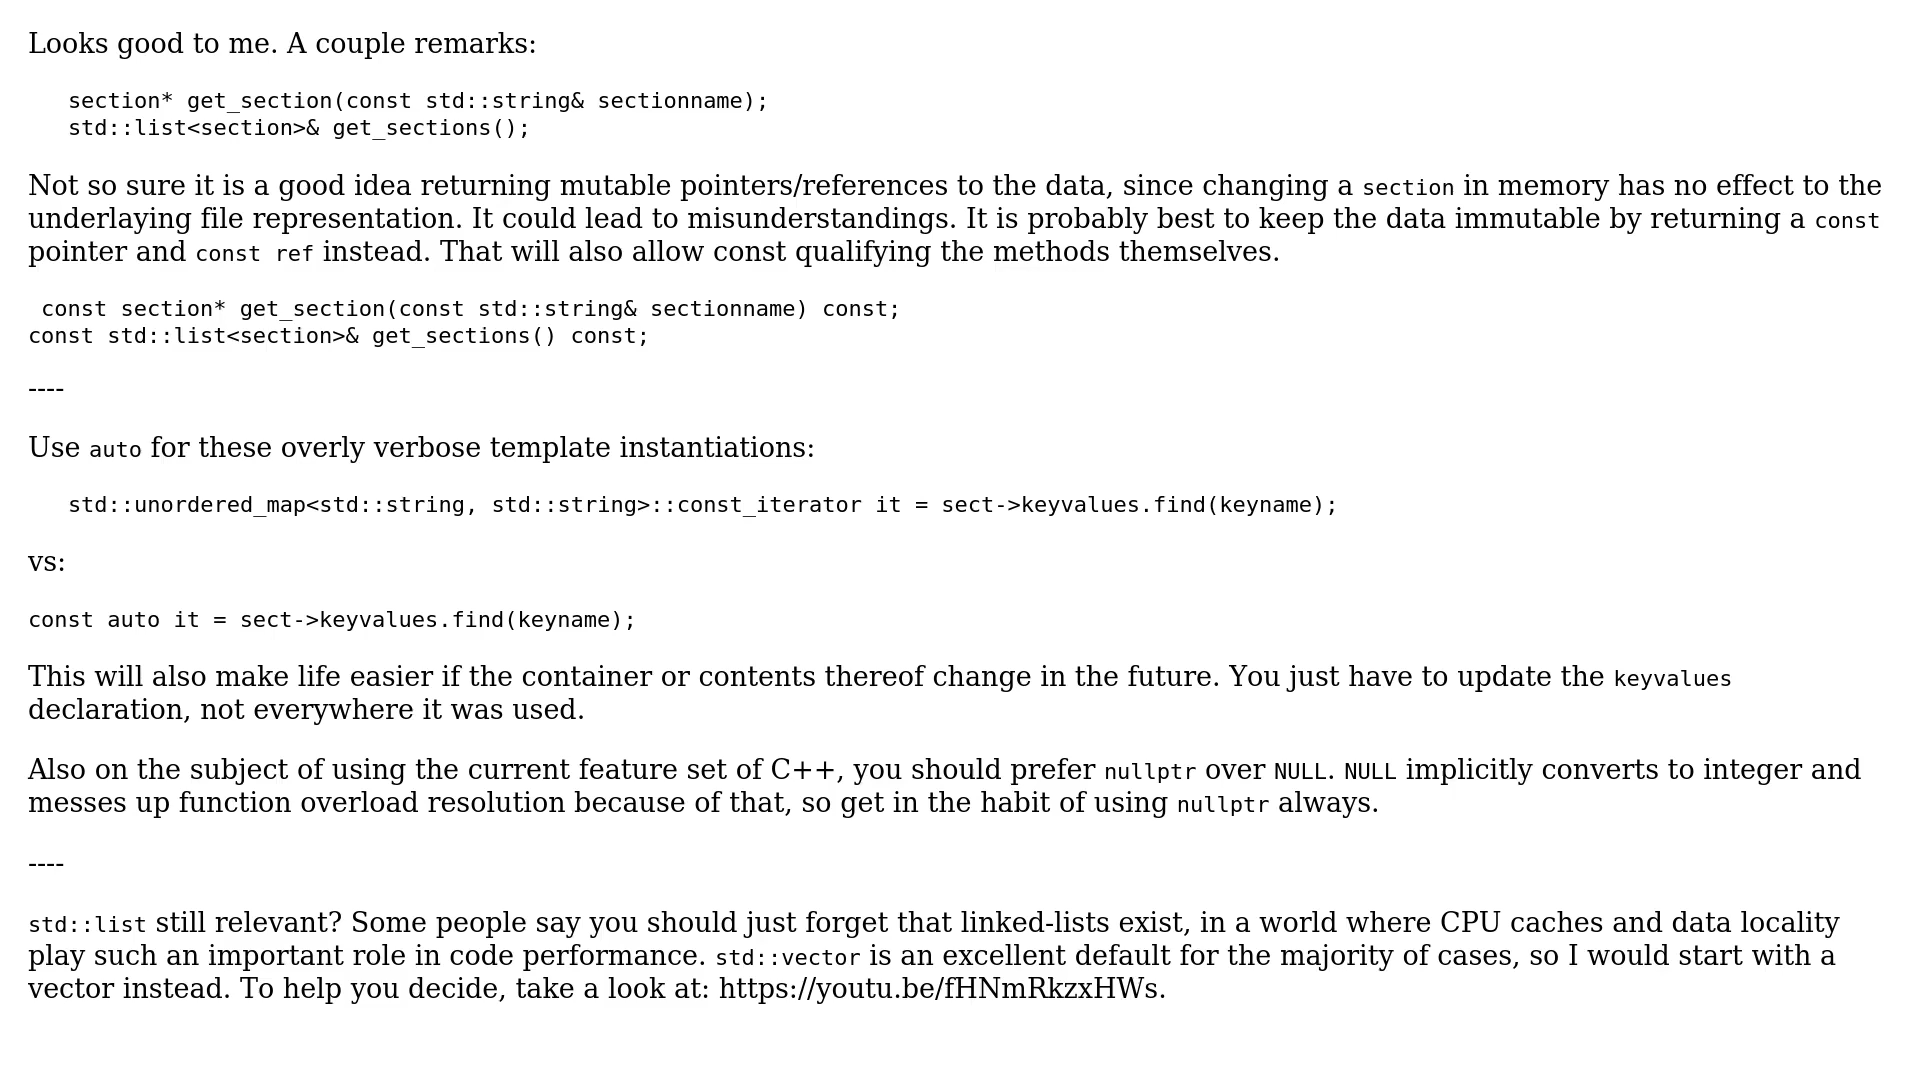 Looks good to me. A couple remarks:
section* get_section(const std::string& sectionname);
std::list<section>& get_sections();
Not so sure it is a good idea returning mutable pointers/references to the data, since changing a section in memory has no effect to the
underlaying file representation. It could lead to misunderstandings. It is probably best to keep the data immutable by returning a const
pointer and const ref instead. That will also allow const qualifying the methods themselves.
const section* get_section(const std::string& sectionname) const;
const std::list<section>& get_sections() const;
----
Use auto for these overly verbose template instantiations:
std::unordered_map<std::string, std::string>::const_iterator it = sect->keyvalues.find(keyname);
vs:
const auto it = sect->keyvalues.find(keyname);
This will also make life easier if the container or contents thereof change in the future. You just have to update the keyvalues
declaration, not everywhere it was used.
Also on the subject of using the current feature set of C++, you should prefer nullptr over NULL. NULL implicitly converts to integer and
messes up function overload resolution because of that, so get in the habit of using nullptr always.
----
std::list still relevant? Some people say you should just forget that linked-lists exist, in a world where CPU caches and data locality
play such an important role in code performance. std::vector is an excellent default for the majority of cases, so I would start with a
vector instead. To help you decide, take a look at: https://youtu.be/fHNmRkzxHWs.